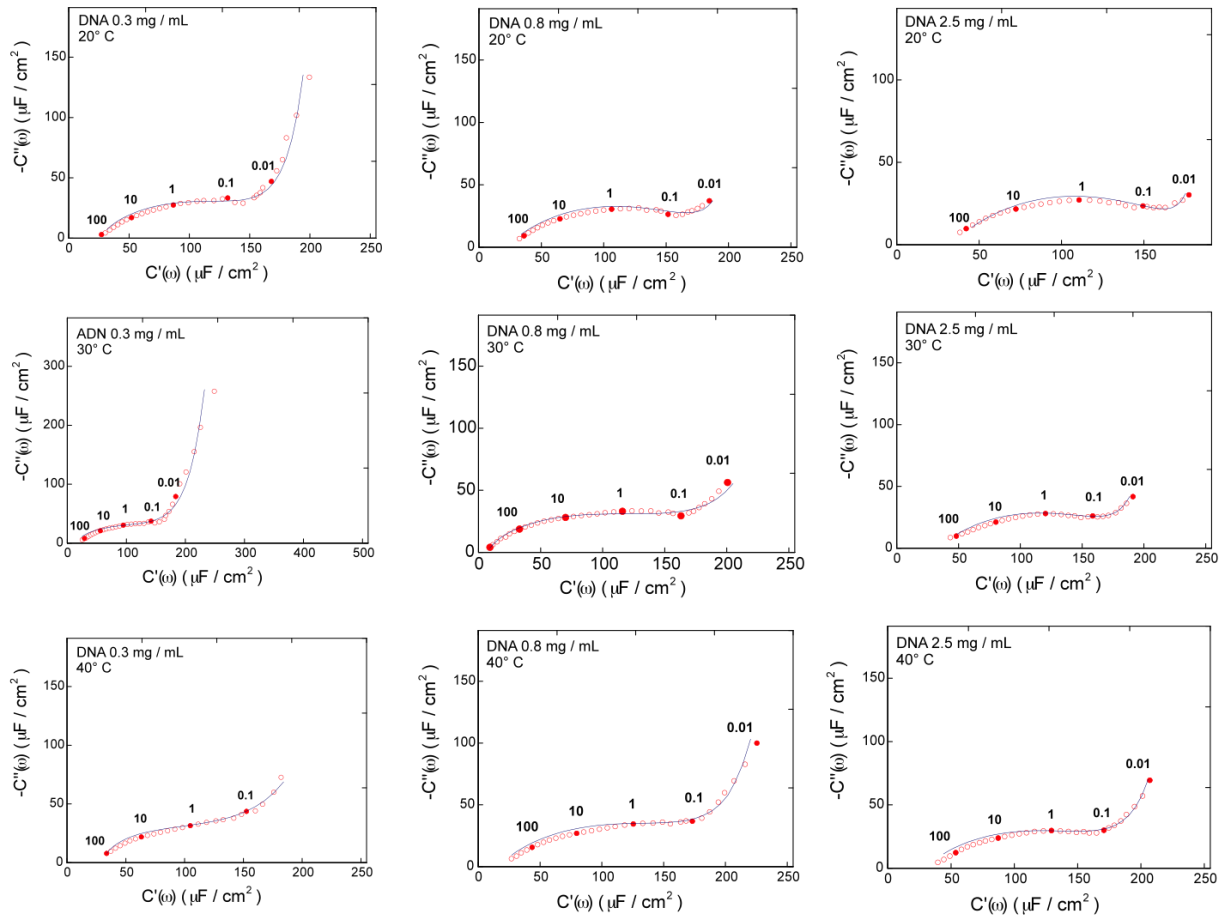 DNA 0.3 mg / mL
20° C
150
100
50
0
0 50 100 150 200 250
100 10 1 0.1 0.01
-C''(ω) ( µF / cm²)
C'(ω) ( µF / cm²)
DNA 0.8 mg / mL
20° C
150
100
50
0
0 50 100 150 200 250
100 10 1 0.1 0.01
-C''(ω) ( µF / cm²)
C'(ω) ( µF / cm²)
DNA 2.5 mg / mL
20° C
100
50
0
0 50 100 150
100 10 1 0.1 0.01
-C''(ω) ( µF / cm²)
C'(ω) ( µF / cm²)
ADN 0.3 mg / mL
30° C
300
200
100
0
0 100 200 300 400 500
100 10 1 0.1 0.01
-C''(ω) ( µF / cm²)
C'(ω) ( µF / cm²)
DNA 0.8 mg / mL
30° C
150
100
50
0
0 50 100 150 200 250
100 10 1 0.1 0.01
-C''(ω) ( µF / cm²)
C'(ω) ( µF / cm²)
DNA 2.5 mg / mL
30° C
150
100
50
0
0 50 100 150 200 250
100 10 1 0.1 0.01
-C''(ω) ( µF / cm²)
C'(ω) ( µF / cm²)
DNA 0.3 mg / mL
40° C
150
100
50
0
0 50 100 150 200 250
100 10 1 0.1
-C''(ω) ( µF / cm²)
C'(ω) ( µF / cm²)
DNA 0.8 mg / mL
40° C
150
100
50
0
0 50 100 150 200 250
100 10 1 0.1 0.01
-C''(ω) ( µF / cm²)
C'(ω) ( µF / cm²)
DNA 2.5 mg / mL
40° C
150
100
50
0
0 50 100 150 200 250
100 10 1 0.1 0.01
-C''(ω) ( µF / cm²)
C'(ω) ( µF / cm²)